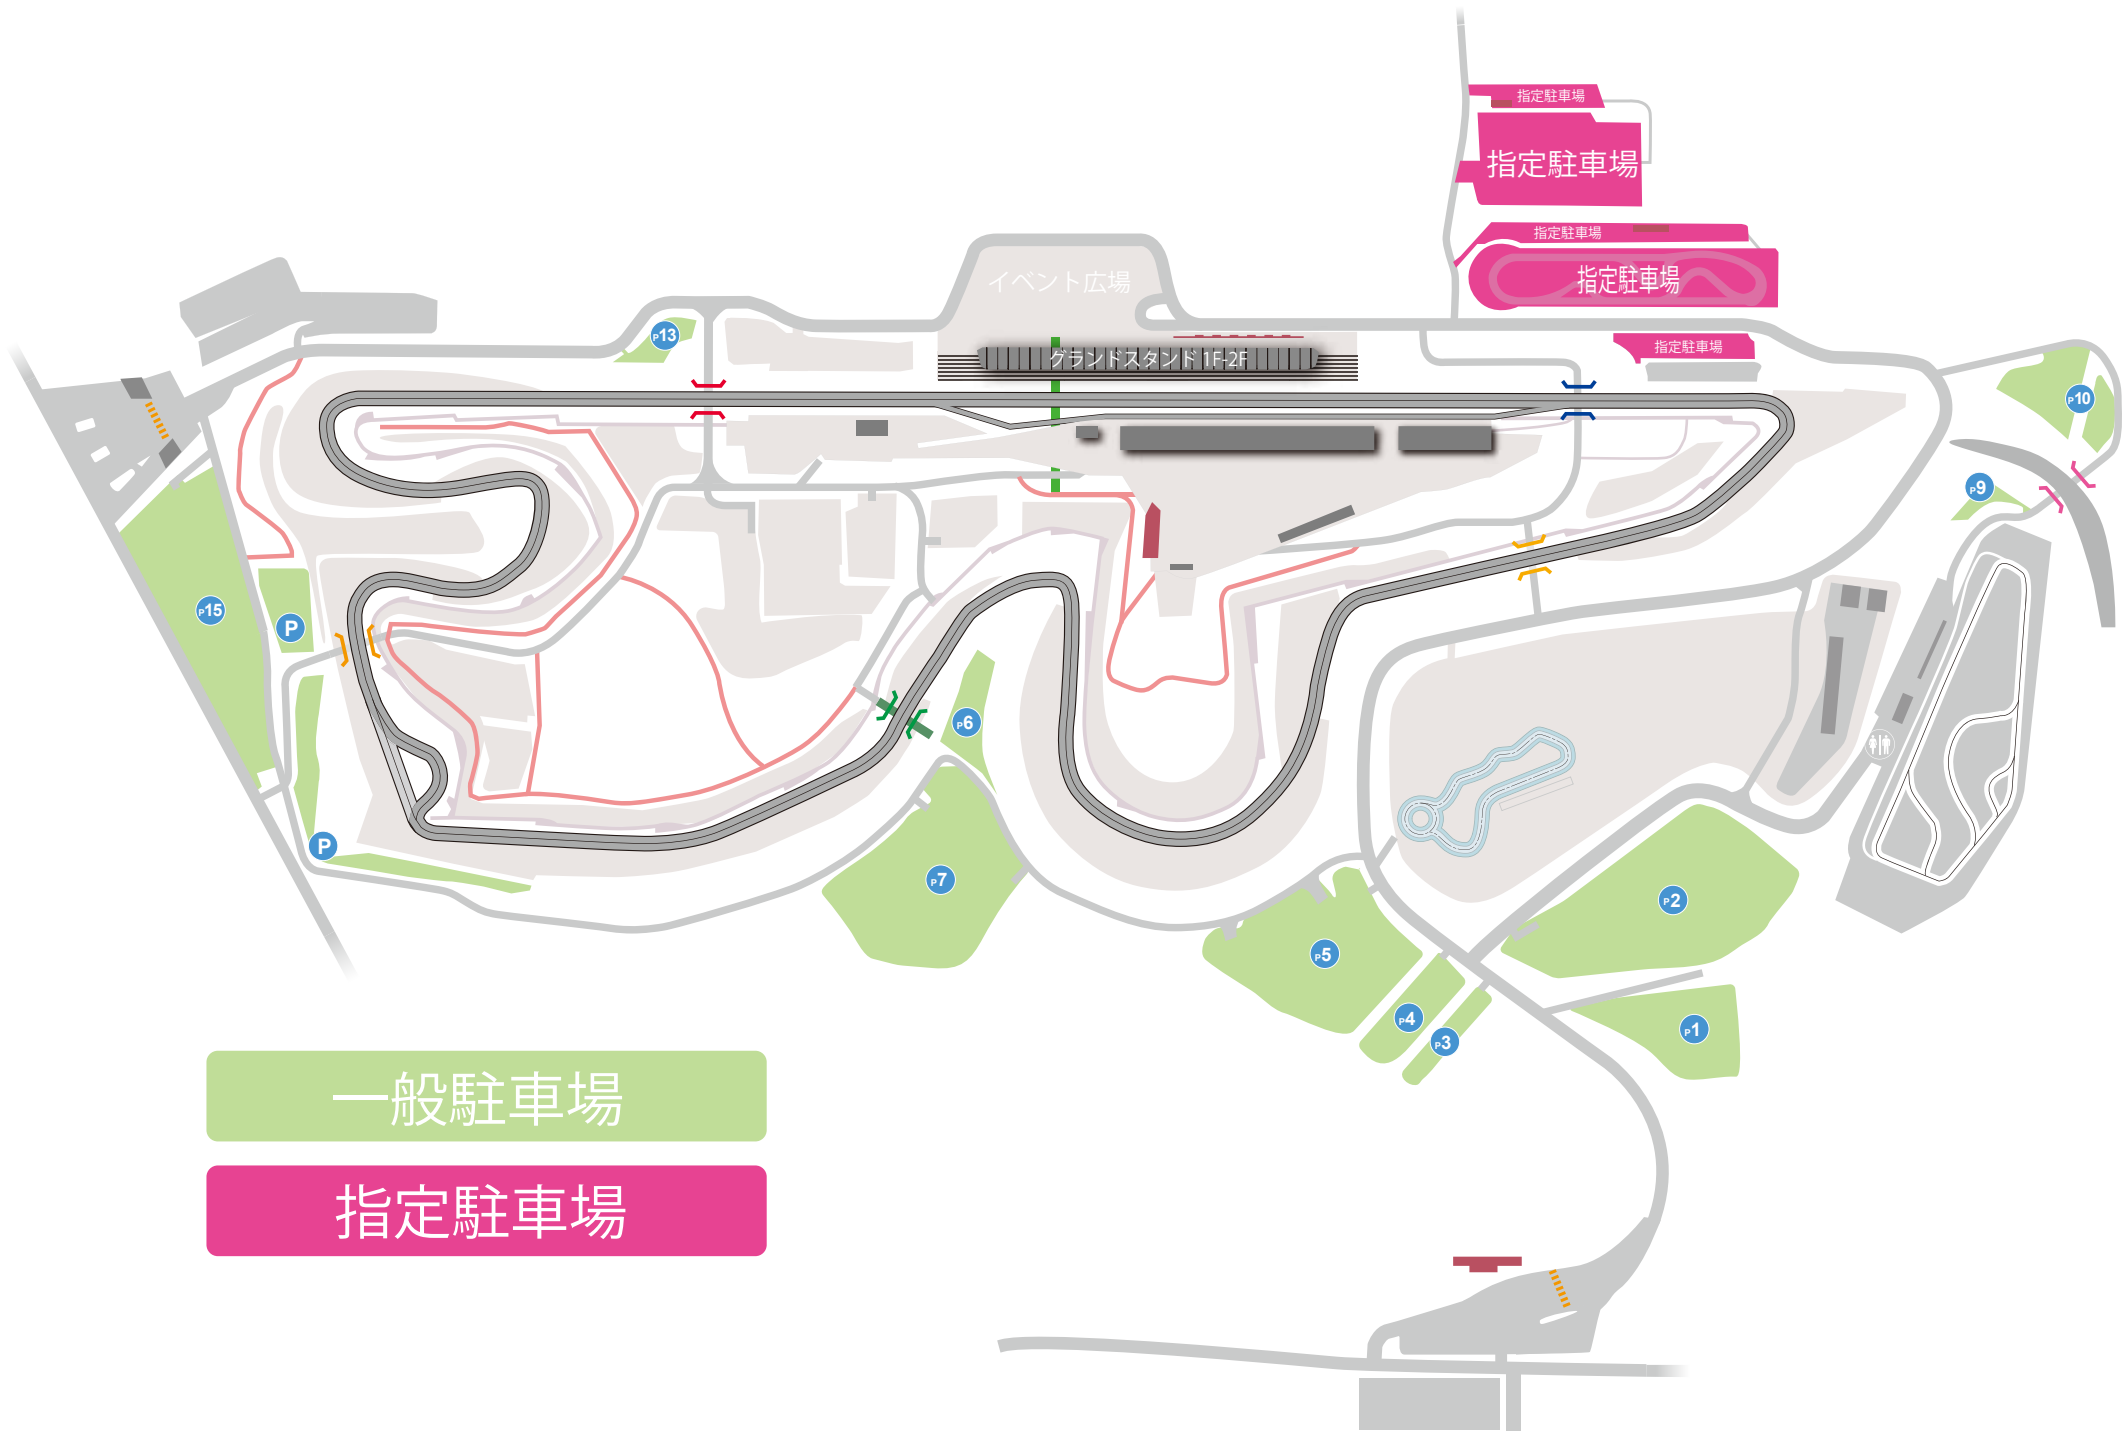 指定駐車場
指定駐車場
指定駐車場
指定駐車場
イベント広場
P13
グランドスタンド 1F-2F
指定駐車場
P10
P9
P15
P
P6
P
P7
P2
P5
P4
P3
P1
一般駐車場
指定駐車場